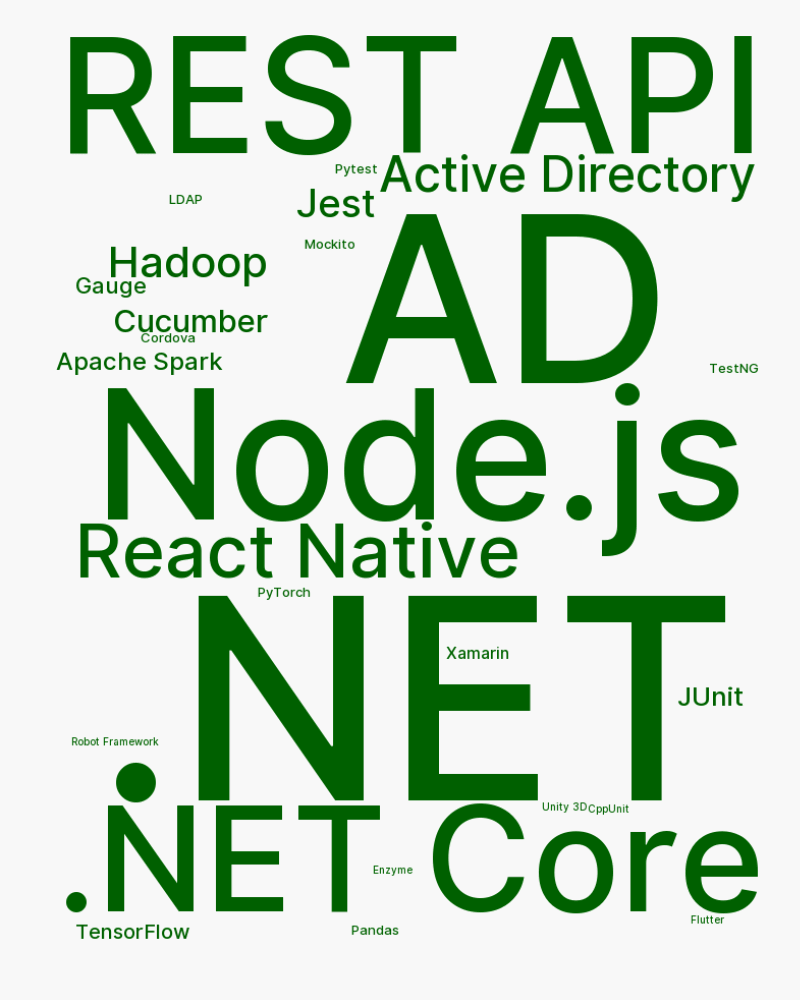 REST API
Pytest
Active Directory
LDAP
Jest
AD
Mockito
Hadoop
Gauge
Cucumber
Cordova
Apache Spark
TestNG
Node.js
React Native
PyTorch
.NET
Xamarin
JUnit
Robot Framework
Unity 3D
CppUnit
.NET Core
Enzyme
Flutter
TensorFlow
Pandas